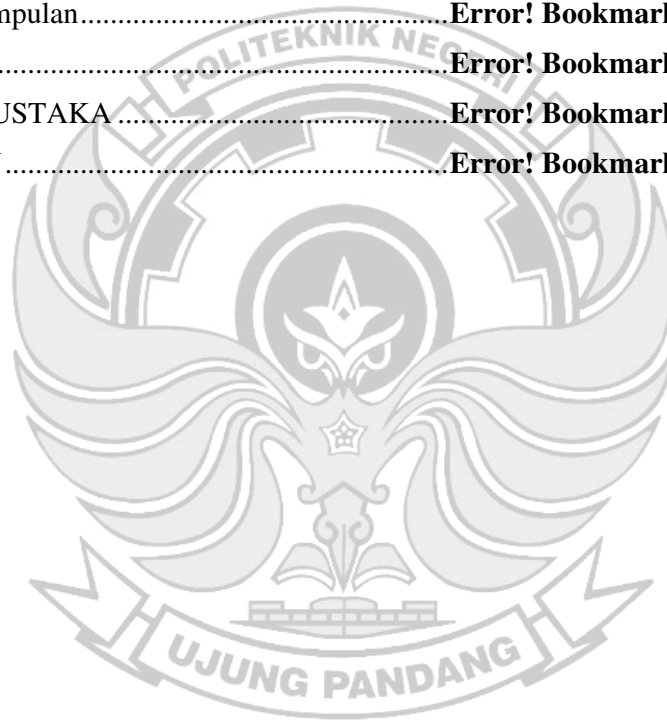 mpulan.......................................................Error! Bookmark
.......................................................Error! Bookmark
USTAKA .......................................................Error! Bookmark
.......................................................Error! Bookmark
POLITEKNIK NEGERI
UJUNG PANDANG